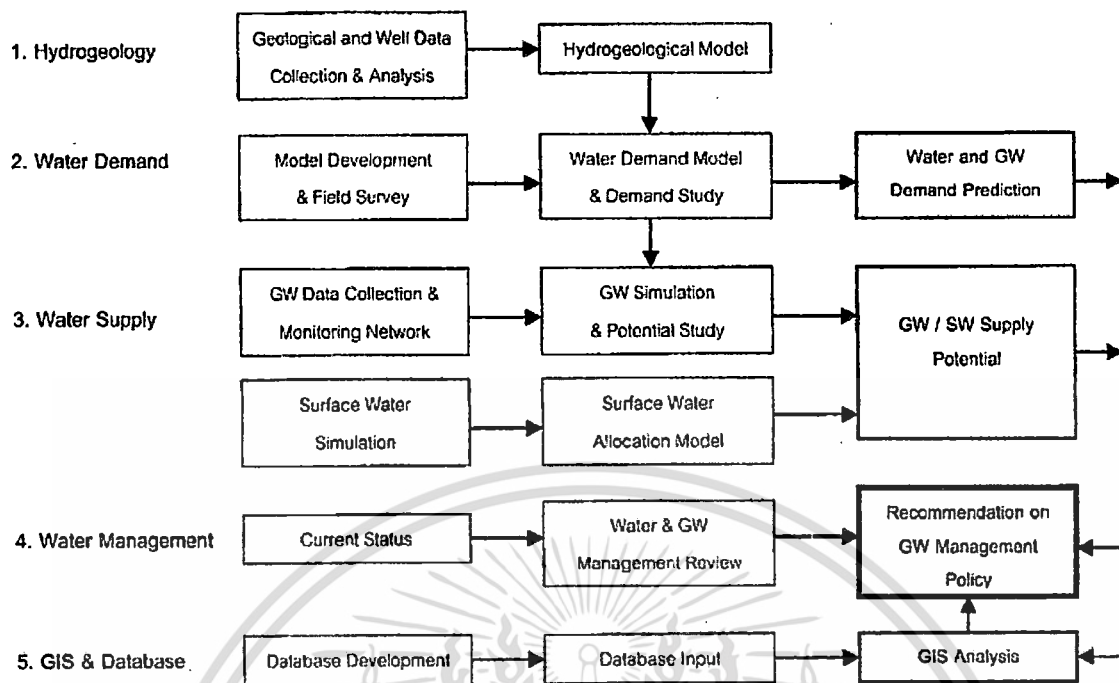 1. Hydrogeology
Geological and Well Data
Collection & Analysis
Hydrogeological Model
2. Water Demand
Model Development
& Field Survey
Water Demand Model
& Demand Study
Water and GW
Demand Prediction
3. Water Supply
GW Data Collection &
Monitoring Network
GW Simulation
& Potential Study
GW / SW Supply
Potential
Surface Water
Simulation
Surface Water
Allocation Model
4. Water Management
Current Status
Water & GW
Management Review
Recommendation on
GW Management
Policy
5. GIS & Database
Database Development
Database Input
GIS Analysis